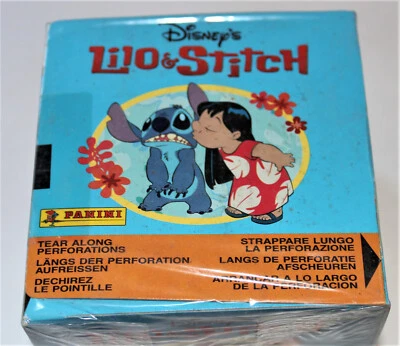 Disney's
Lilo & Stitch
PANINI
TEAR ALONG
PERFORATIONS
LÄNGS DER PERFORATION
AUFREISSEN
DECHIREZ
LE POINTILLE
STRAPPARE LUNGO
LA PERFORAZIONE
LANGS DE PERFORATIE
AFSCHEUREN
ARRANCAR A LO LARGO
DE LA PERFORACION